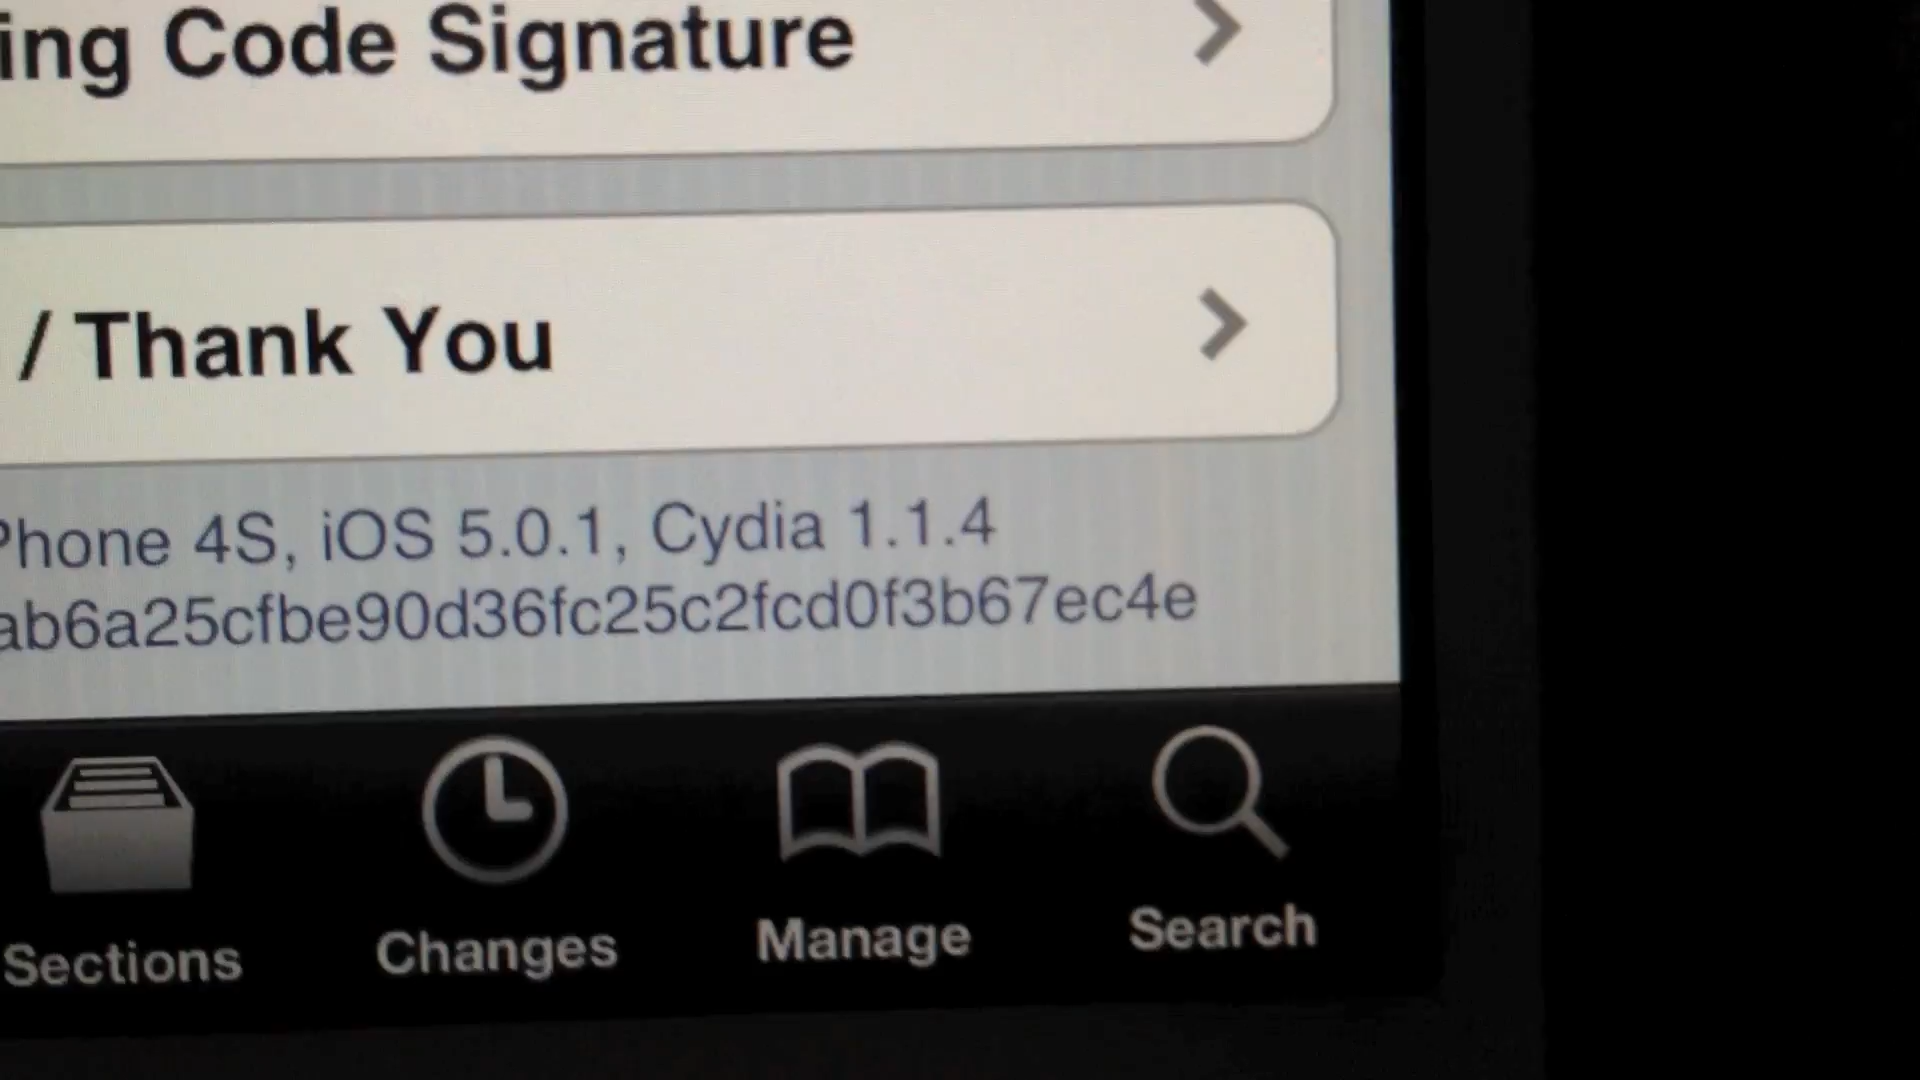 ing Code Signature
/ Thank You
Phone 4S, iOS 5.0.1, Cydia 1.1.4
ab6a25cfbe90d36fc25c2fcd0f3b67ec4e
Sections Changes Manage Search